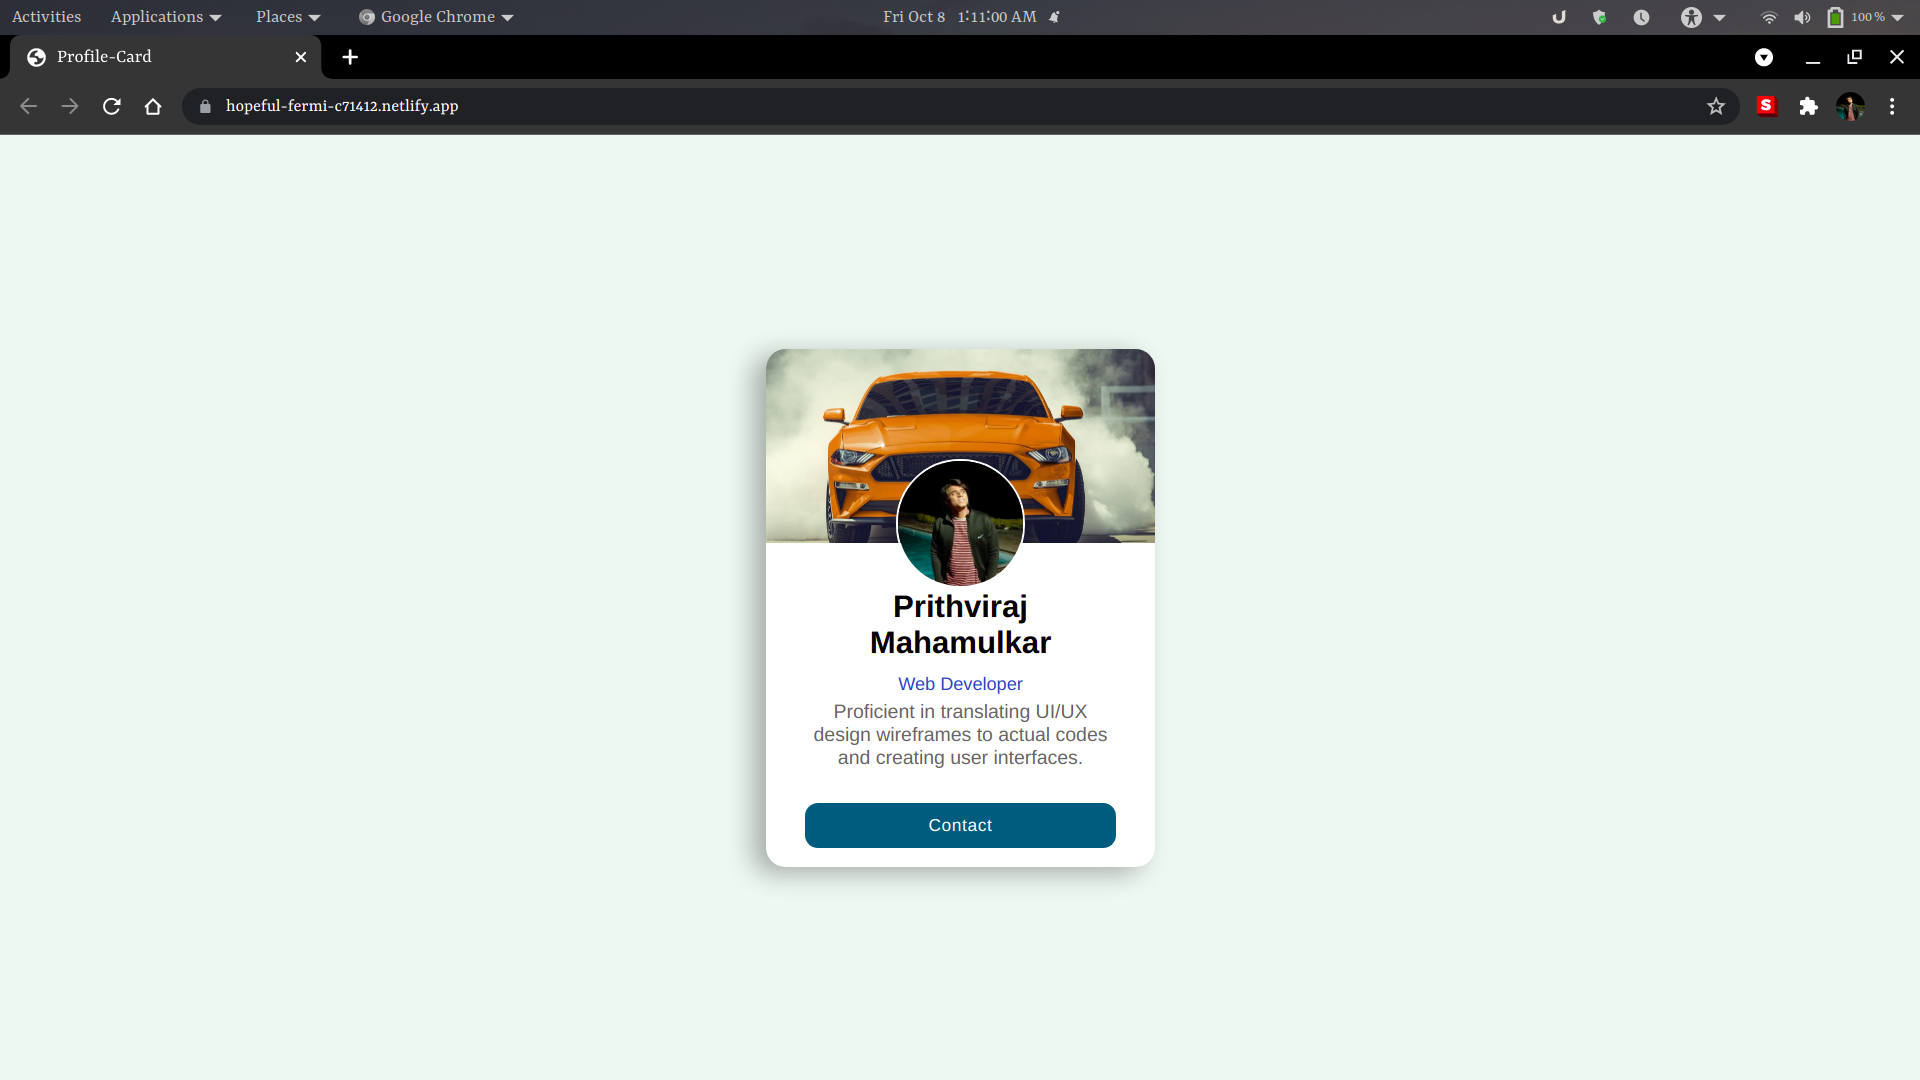 Activities Applications Places Google Chrome Fri Oct 8 1:11:00 AM 100 %
Profile-Card
hopeful-fermi-c71412.netlify.app S
Prithviraj
Mahamulkar
Web Developer
Proficient in translating UI/UX
design wireframes to actual codes
and creating user interfaces.
Contact